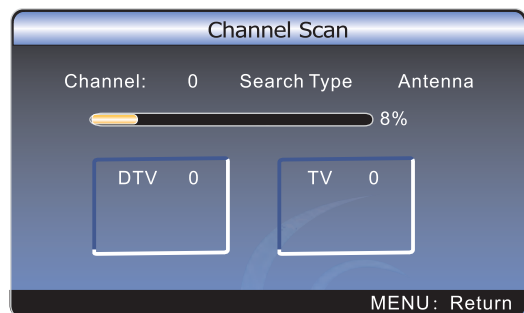 Channel Scan
Channel: 0 Search Type Antenna
8%
DTV 0 TV 0
MENU: Return